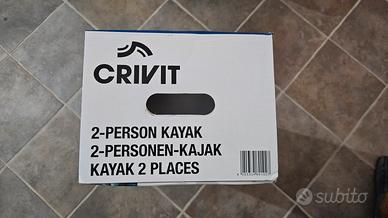 CRIVIT
2-PERSON KAYAK
2-PERSONEN-KAJAK
KAYAK 2 PLACES
subito